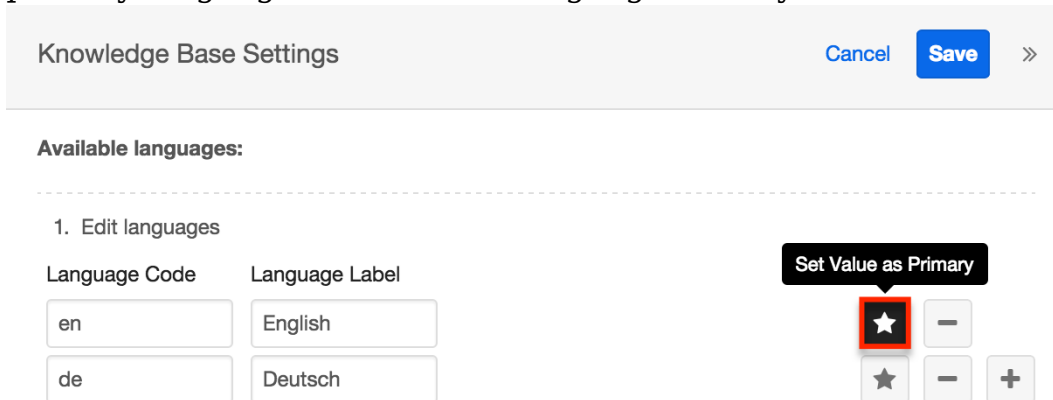 Knowledge Base Settings Cancel Save »
Available languages:
1. Edit languages
Set Value as Primary
Language Code Language Label
en English
de Deutsch